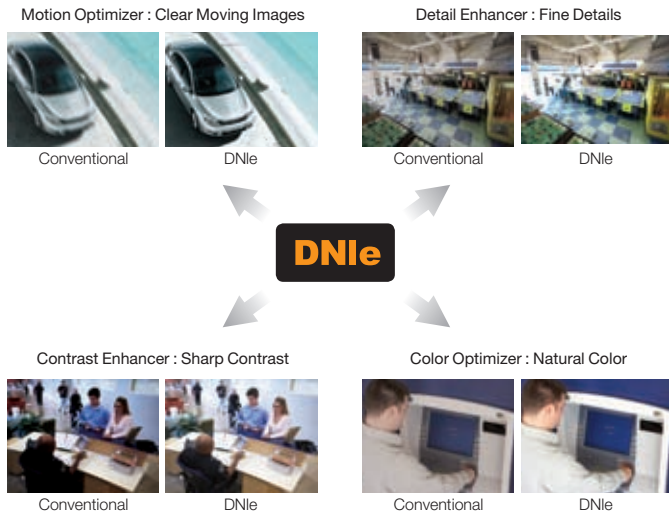 Motion Optimizer : Clear Moving Images
Detail Enhancer : Fine Details
Conventional
DNIe
Conventional
DNIe
DNIe
Contrast Enhancer : Sharp Contrast
Color Optimizer : Natural Color
Conventional
DNIe
Conventional
DNIe